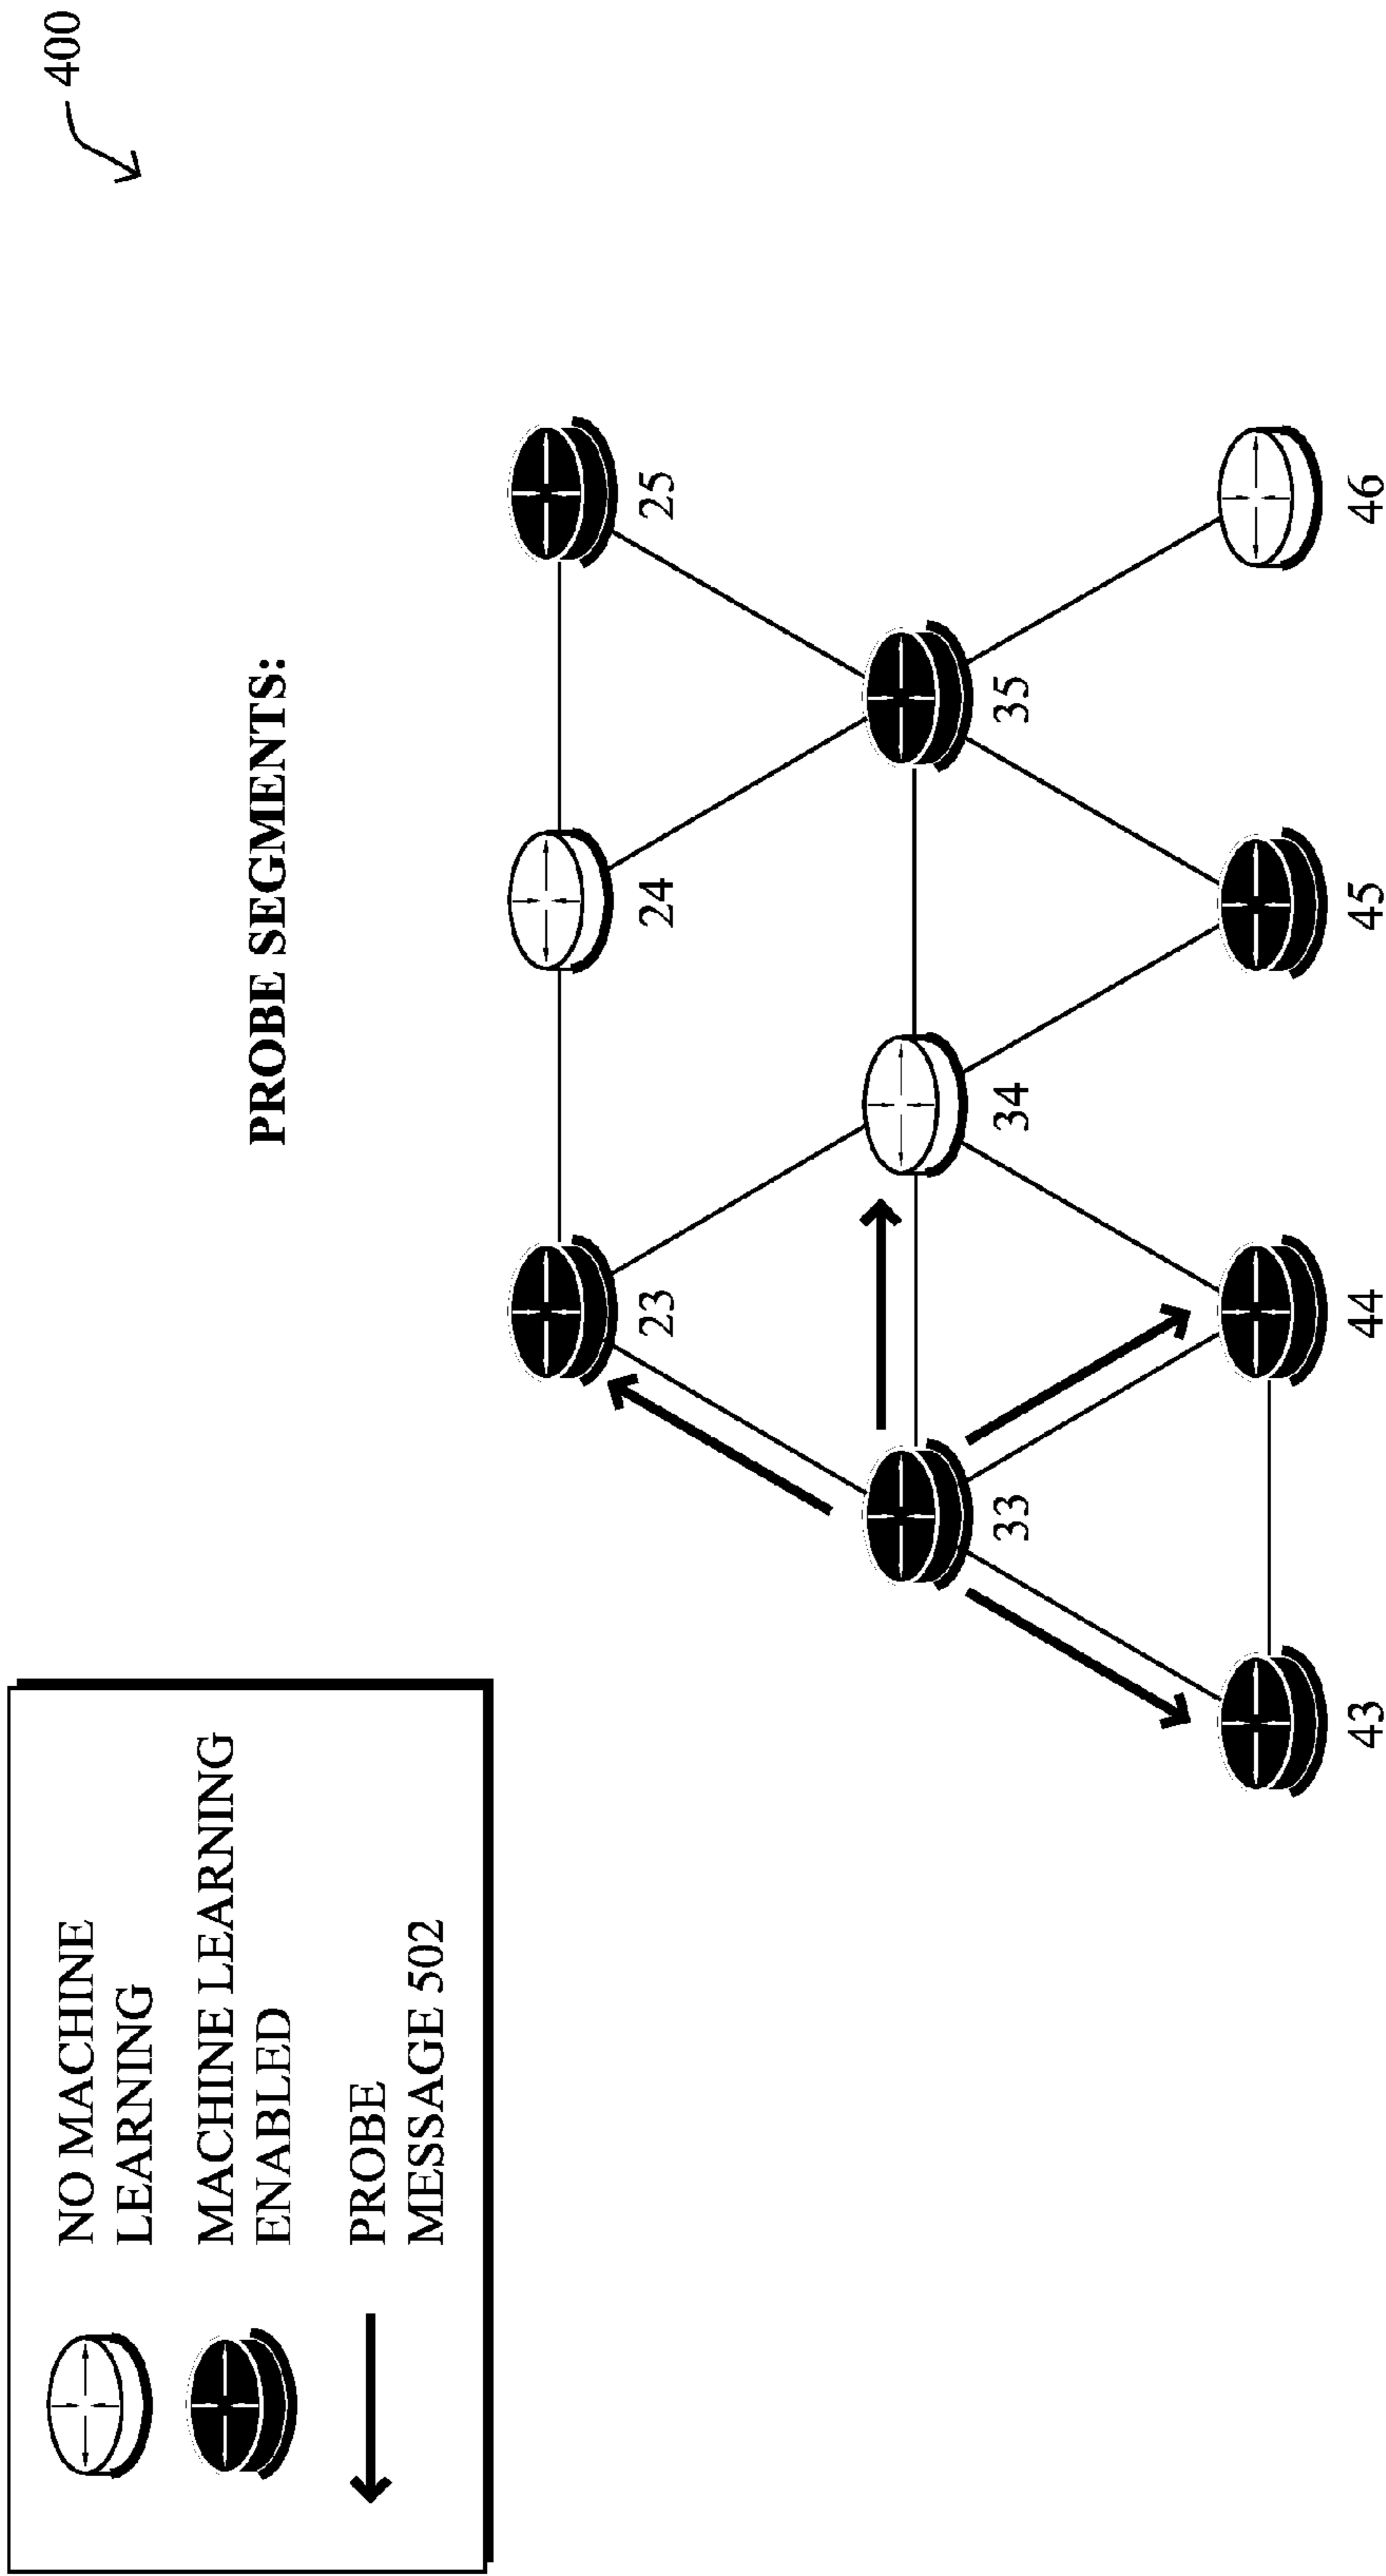 NO MACHINE
LEARNING
MACHINE LEARNING
ENABLED
PROBE
MESSAGE 502
PROBE SEGMENTS:
400
23
24
25
33
34
35
43
44
45
46